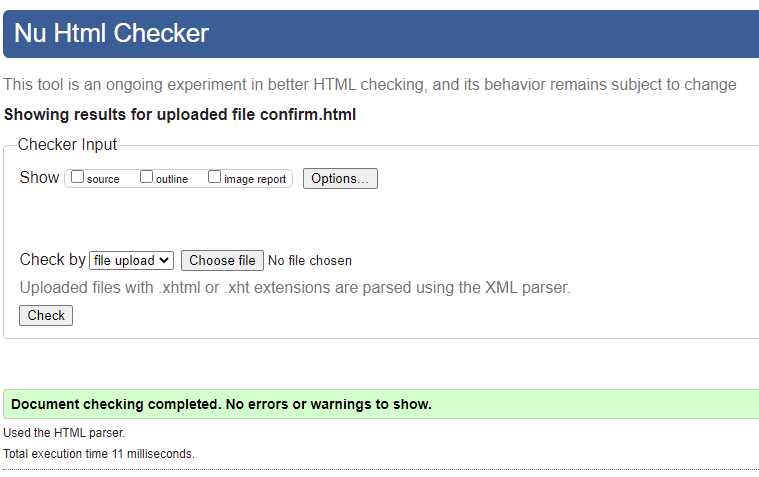 Nu Html Checker
This tool is an ongoing experiment in better HTML checking, and its behavior remains subject to change
Showing results for uploaded file confirm.html
Checker Input
Show source outline image report Options...
Check by file upload Choose file No file chosen
Uploaded files with .xhtml or .xht extensions are parsed using the XML parser.
Check
Document checking completed. No errors or warnings to show.
Used the HTML parser.
Total execution time 11 milliseconds.